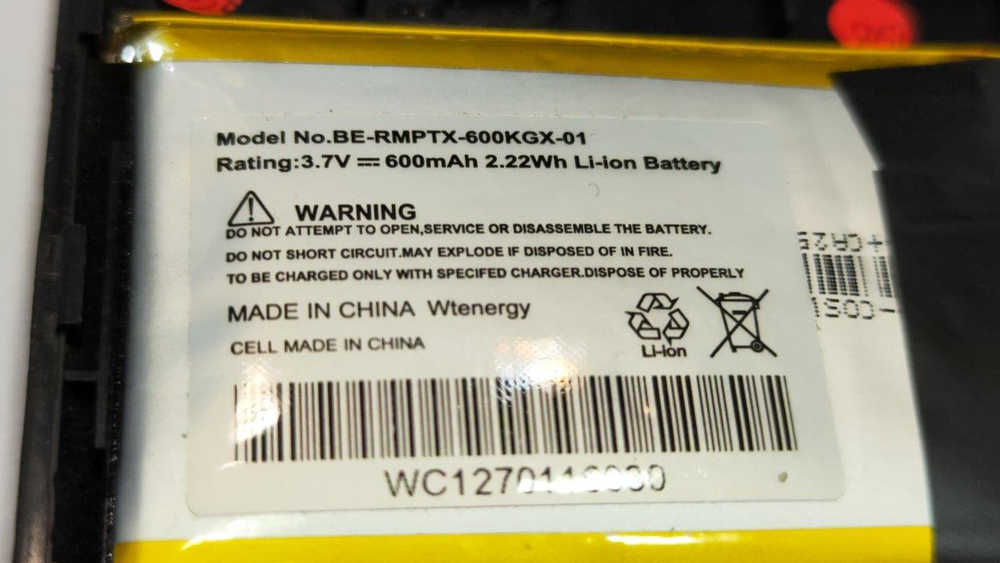 Model No.BE-RMPTX-600KGX-01
Rating:3.7V ⎓ 600mAh 2.22Wh Li-ion Battery
WARNING
DO NOT ATTEMPT TO OPEN,SERVICE OR DISASSEMBLE THE BATTERY.
DO NOT SHORT CIRCUIT.MAY EXPLODE IF DISPOSED OF IN FIRE.
TO BE CHARGED ONLY WITH SPECIFED CHARGER.DISPOSE OF PROPERLY
MADE IN CHINA Wtenergy
CELL MADE IN CHINA
Li-ion